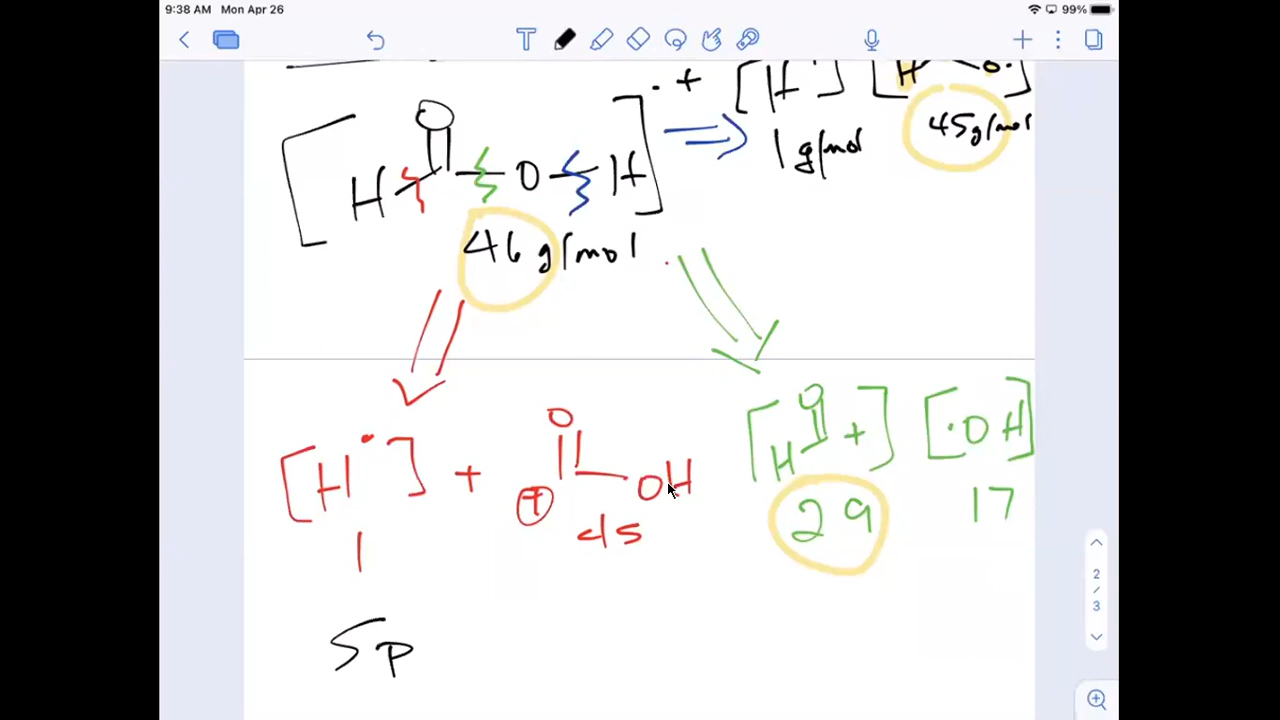 9:38 AM Mon Apr 26
99%
T
[H ] [H O·]
1 g/mol
45 g/mol
[H O O H]·+
46 g/mol
[H·] + O ⊕ OH
1
45
[H O +] [·OH]
29
17
Sp
2
/
3